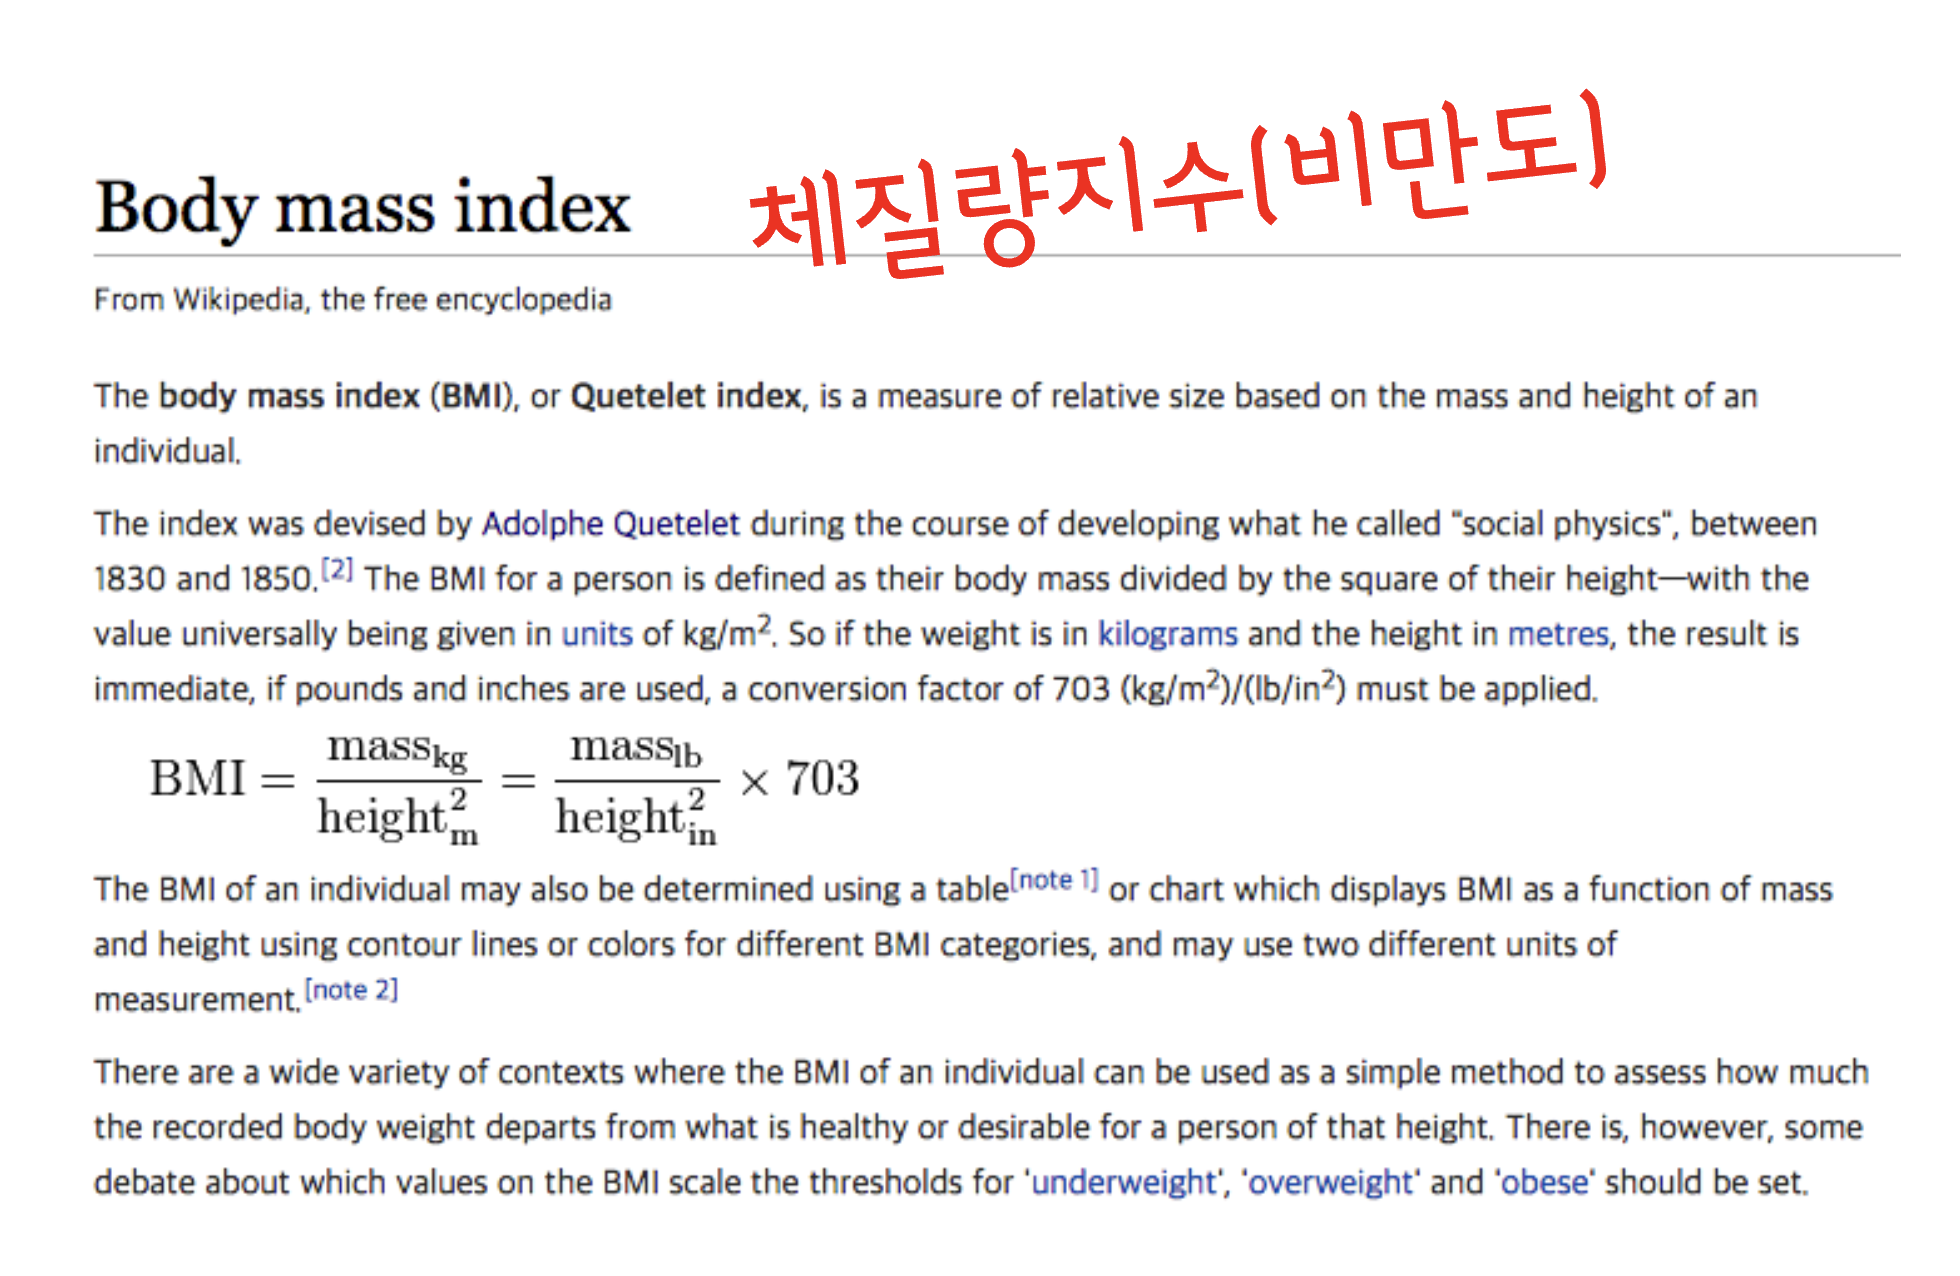 Body mass index
체질량지수(비만도)
From Wikipedia, the free encyclopedia
The body mass index (BMI), or Quetelet index, is a measure of relative size based on the mass and height of an
individual.
The index was devised by Adolphe Quetelet during the course of developing what he called "social physics", between
1830 and 1850.[2] The BMI for a person is defined as their body mass divided by the square of their height—with the
value universally being given in units of kg/m². So if the weight is in kilograms and the height in metres, the result is
immediate, if pounds and inches are used, a conversion factor of 703 (kg/m²)/(lb/in²) must be applied.
BMI = mass_kg / height_m² = mass_lb / height_in² × 703
The BMI of an individual may also be determined using a table[note 1] or chart which displays BMI as a function of mass
and height using contour lines or colors for different BMI categories, and may use two different units of
measurement.[note 2]
There are a wide variety of contexts where the BMI of an individual can be used as a simple method to assess how much
the recorded body weight departs from what is healthy or desirable for a person of that height. There is, however, some
debate about which values on the BMI scale the thresholds for 'underweight', 'overweight' and 'obese' should be set.